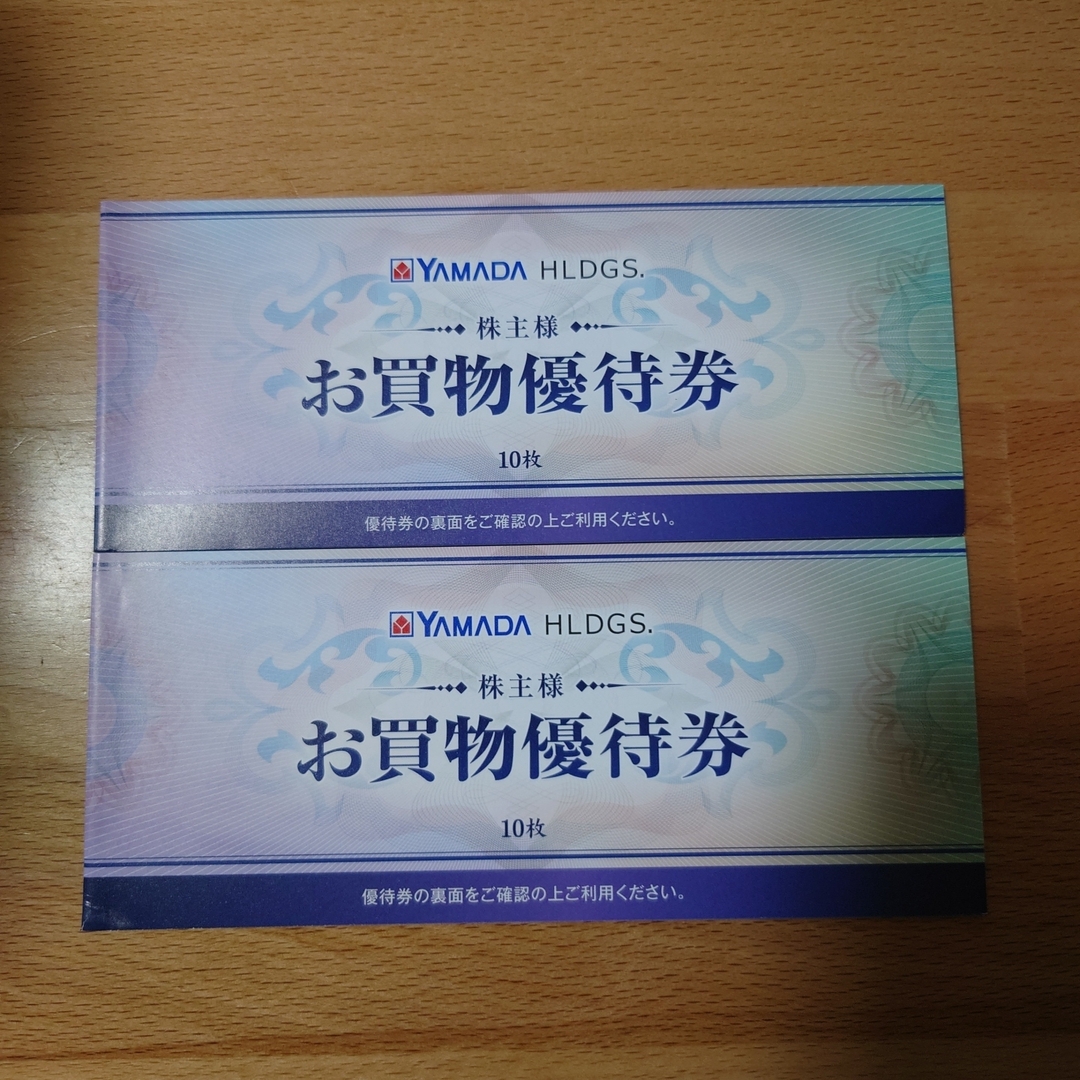 YAMADA HLDGS.
株主様
お買物優待券
10枚
優待券の裏面をご確認の上ご利用ください。
YAMADA HLDGS.
株主様
お買物優待券
10枚
優待券の裏面をご確認の上ご利用ください。